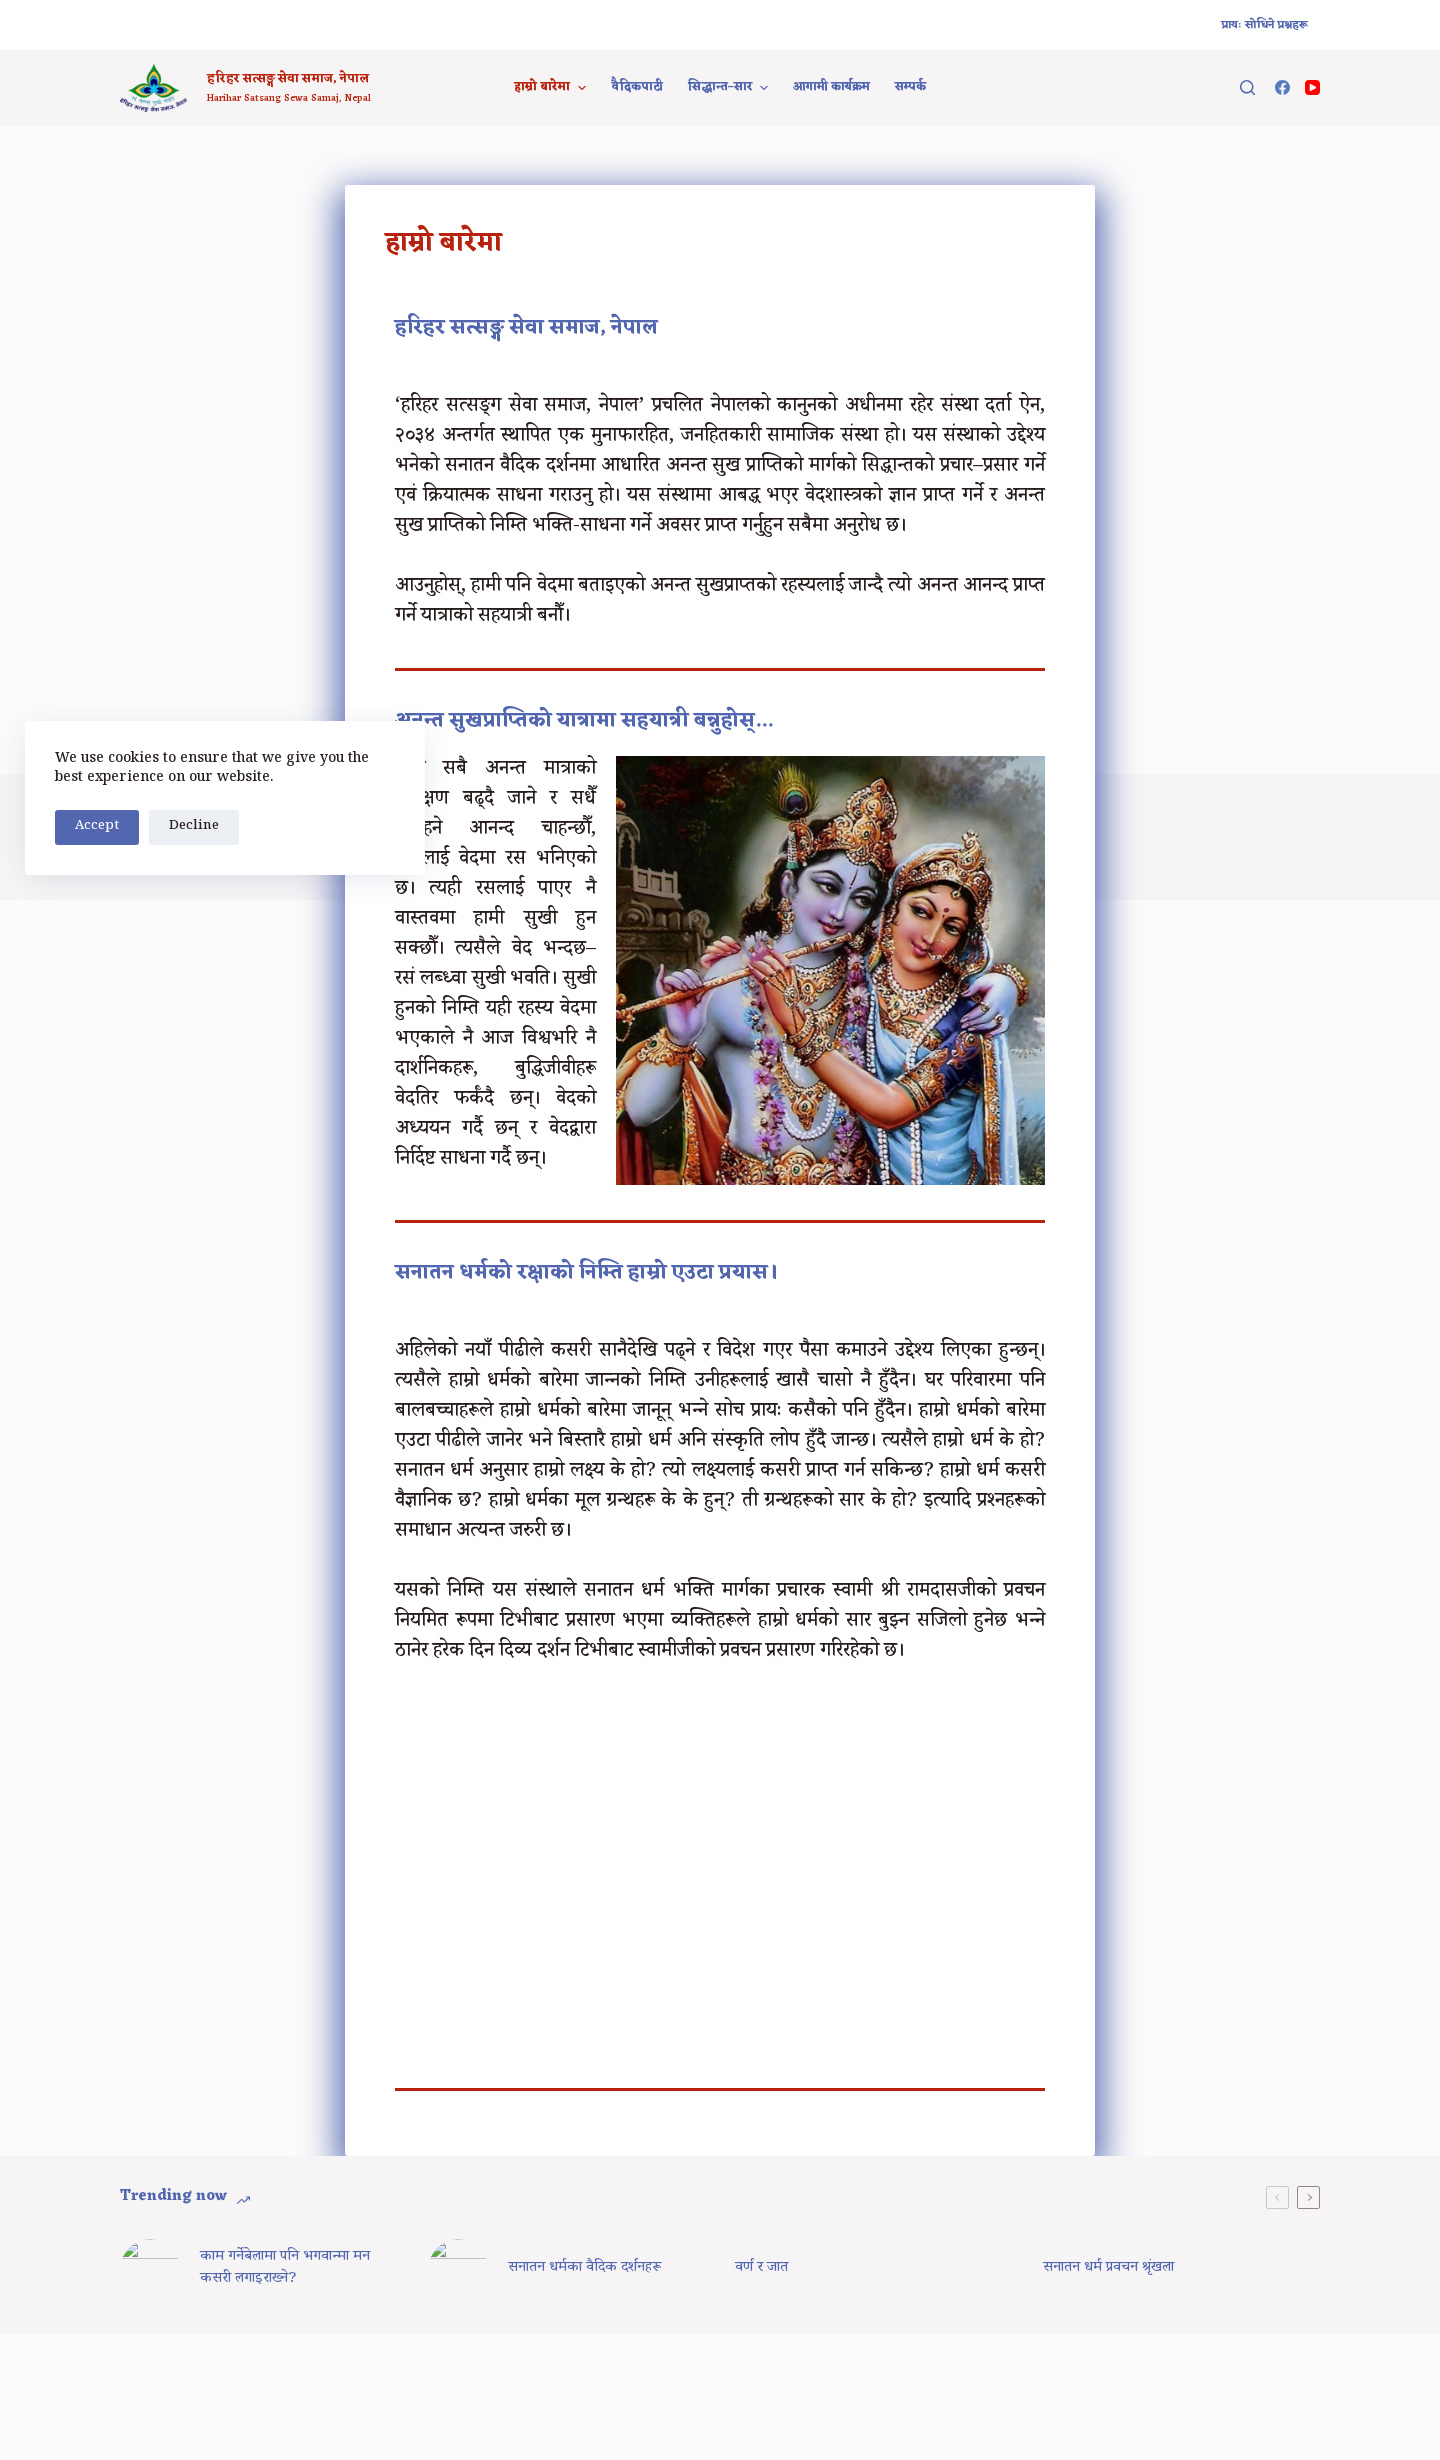 प्रायः सोधिने प्रश्नहरू
हरिहर सत्सङ्ग सेवा समाज, नेपाल
Harihar Satsang Sewa Samaj, Nepal
हाम्रो बारेमा
वैदिकपाटी
सिद्धान्त–सार
आगामी कार्यक्रम
सम्पर्क
हाम्रो बारेमा
हरिहर सत्सङ्ग सेवा समाज, नेपाल
‘हरिहर सत्सङ्ग सेवा समाज, नेपाल’ प्रचलित नेपालको कानुनको अधीनमा रहेर संस्था दर्ता ऐन,
२०३४ अन्तर्गत स्थापित एक मुनाफारहित, जनहितकारी सामाजिक संस्था हो। यस संस्थाको उद्देश्य
भनेको सनातन वैदिक दर्शनमा आधारित अनन्त सुख प्राप्तिको मार्गको सिद्धान्तको प्रचार–प्रसार गर्ने
एवं क्रियात्मक साधना गराउनु हो। यस संस्थामा आबद्ध भएर वेदशास्त्रको ज्ञान प्राप्त गर्ने र अनन्त
सुख प्राप्तिको निम्ति भक्ति-साधना गर्ने अवसर प्राप्त गर्नुहुन सबैमा अनुरोध छ।
आउनुहोस्, हामी पनि वेदमा बताइएको अनन्त सुखप्राप्तको रहस्यलाई जान्दै त्यो अनन्त आनन्द प्राप्त
गर्ने यात्राको सहयात्री बनौँ।
अनन्त सुखप्राप्तिको यात्रामा सहयात्री बन्नुहोस्...
सबै अनन्त मात्राको
बढ्दै जाने र सधैँ
आनन्द चाहन्छौँ,
वेदमा रस भनिएको
छ। त्यही रसलाई पाएर नै
वास्तवमा हामी सुखी हुन
सक्छौँ। त्यसैले वेद भन्दछ–
रसं लब्ध्वा सुखी भवति। सुखी
हुनको निम्ति यही रहस्य वेदमा
भएकाले नै आज विश्वभरि नै
दार्शनिकहरू, बुद्धिजीवीहरू
वेदतिर फर्कंदै छन्। वेदको
अध्ययन गर्दै छन् र वेदद्वारा
निर्दिष्ट साधना गर्दै छन्।
We use cookies to ensure that we give you the
best experience on our website.
Accept
Decline
सनातन धर्मको रक्षाको निम्ति हाम्रो एउटा प्रयास।
अहिलेको नयाँ पीढीले कसरी सानैदेखि पढ्ने र विदेश गएर पैसा कमाउने उद्देश्य लिएका हुन्छन्।
त्यसैले हाम्रो धर्मको बारेमा जान्नको निम्ति उनीहरूलाई खासै चासो नै हुँदैन। घर परिवारमा पनि
बालबच्चाहरूले हाम्रो धर्मको बारेमा जानून् भन्ने सोच प्रायः कसैको पनि हुँदैन। हाम्रो धर्मको बारेमा
एउटा पीढीले जानेर भने बिस्तारै हाम्रो धर्म अनि संस्कृति लोप हुँदै जान्छ। त्यसैले हाम्रो धर्म के हो?
सनातन धर्म अनुसार हाम्रो लक्ष्य के हो? त्यो लक्ष्यलाई कसरी प्राप्त गर्न सकिन्छ? हाम्रो धर्म कसरी
वैज्ञानिक छ? हाम्रो धर्मका मूल ग्रन्थहरू के के हुन्? ती ग्रन्थहरूको सार के हो? इत्यादि प्रश्नहरूको
समाधान अत्यन्त जरुरी छ।
यसको निम्ति यस संस्थाले सनातन धर्म भक्ति मार्गका प्रचारक स्वामी श्री रामदासजीको प्रवचन
नियमित रूपमा टिभीबाट प्रसारण भएमा व्यक्तिहरूले हाम्रो धर्मको सार बुझ्न सजिलो हुनेछ भन्ने
ठानेर हरेक दिन दिव्य दर्शन टिभीबाट स्वामीजीको प्रवचन प्रसारण गरिरहेको छ।
Trending now
काम गर्नेबेलामा पनि भगवान्मा मन
कसरी लगाइराख्ने?
सनातन धर्मका वैदिक दर्शनहरू
वर्ण र जात
सनातन धर्म प्रवचन श्रृंखला